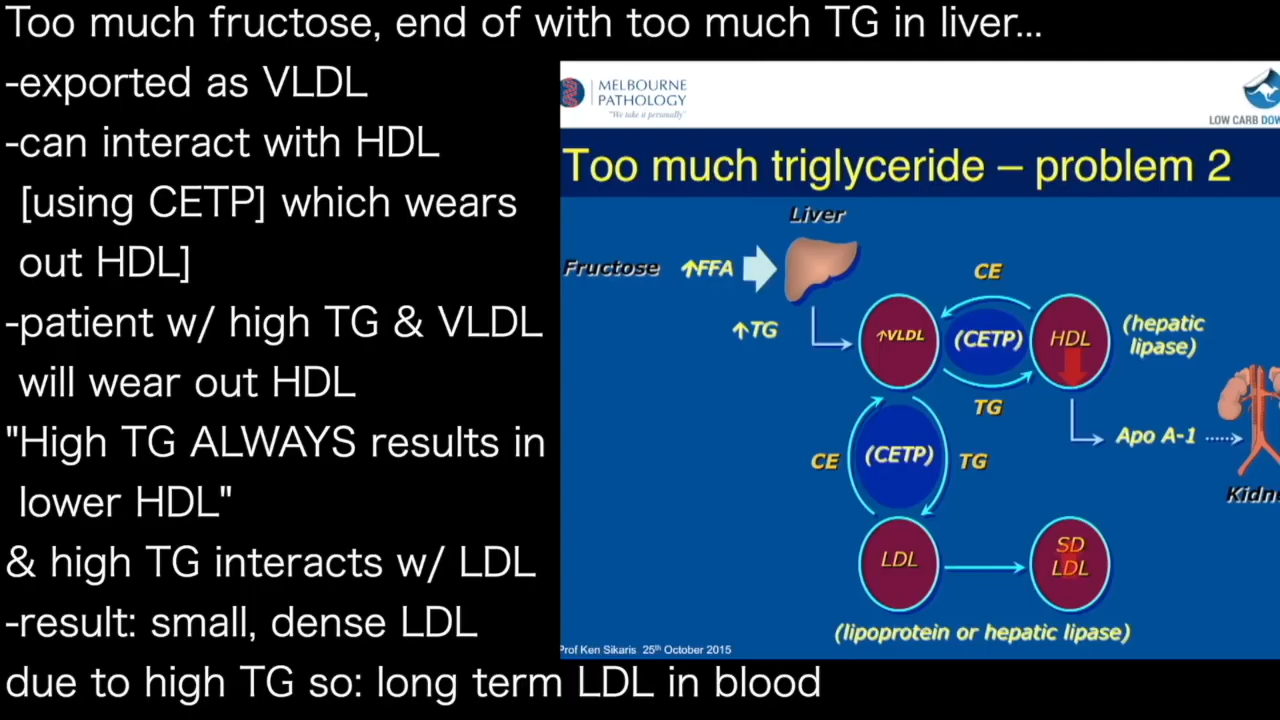 Too much fructose, end of with too much TG in liver...
-exported as VLDL
-can interact with HDL
[using CETP] which wears
out HDL]
-patient w/ high TG & VLDL
will wear out HDL
"High TG ALWAYS results in
lower HDL"
& high TG interacts w/ LDL
-result: small, dense LDL
due to high TG so: long term LDL in blood
MELBOURNE
PATHOLOGY
"We take it personally"
LOW CARB DOW
Too much triglyceride – problem 2
Liver
Fructose
↑FFA
CE
↑TG
↑VLDL
(CETP)
HDL
(hepatic
lipase)
TG
Apo A-1
CE
(CETP)
TG
Kidn
LDL
SD
LDL
(lipoprotein or hepatic lipase)
Prof Ken Sikaris 25th October 2015